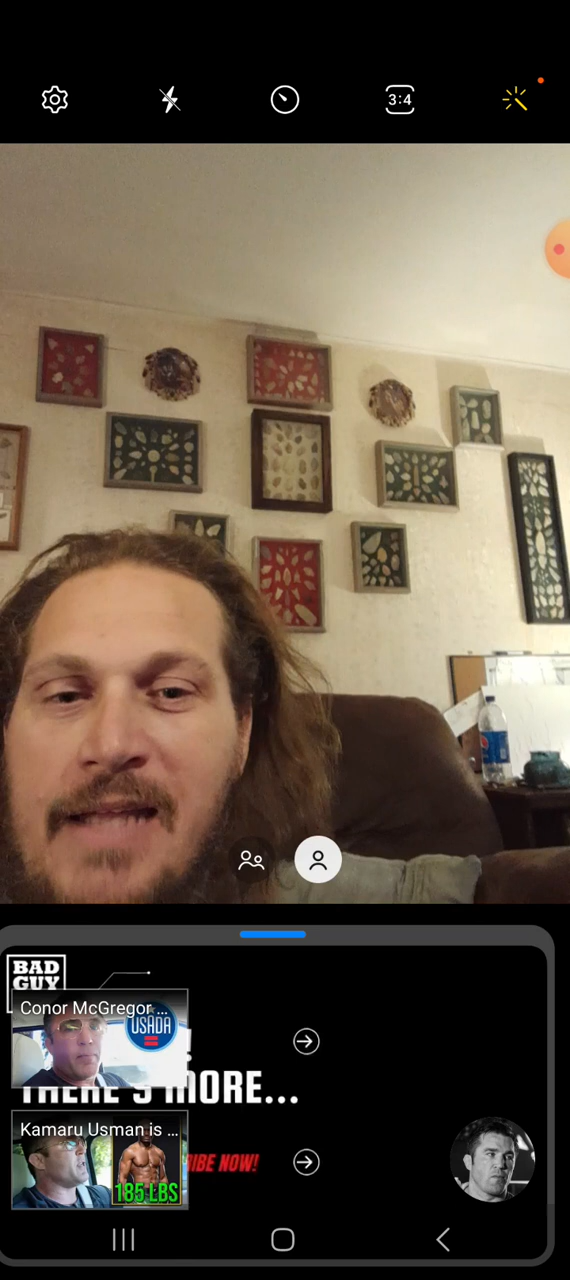 3:4
BAD
GUY
Conor McGregor ...
USADA
THERE'S MORE...
Kamaru Usman is ...
185 LBS
IBE NOW!